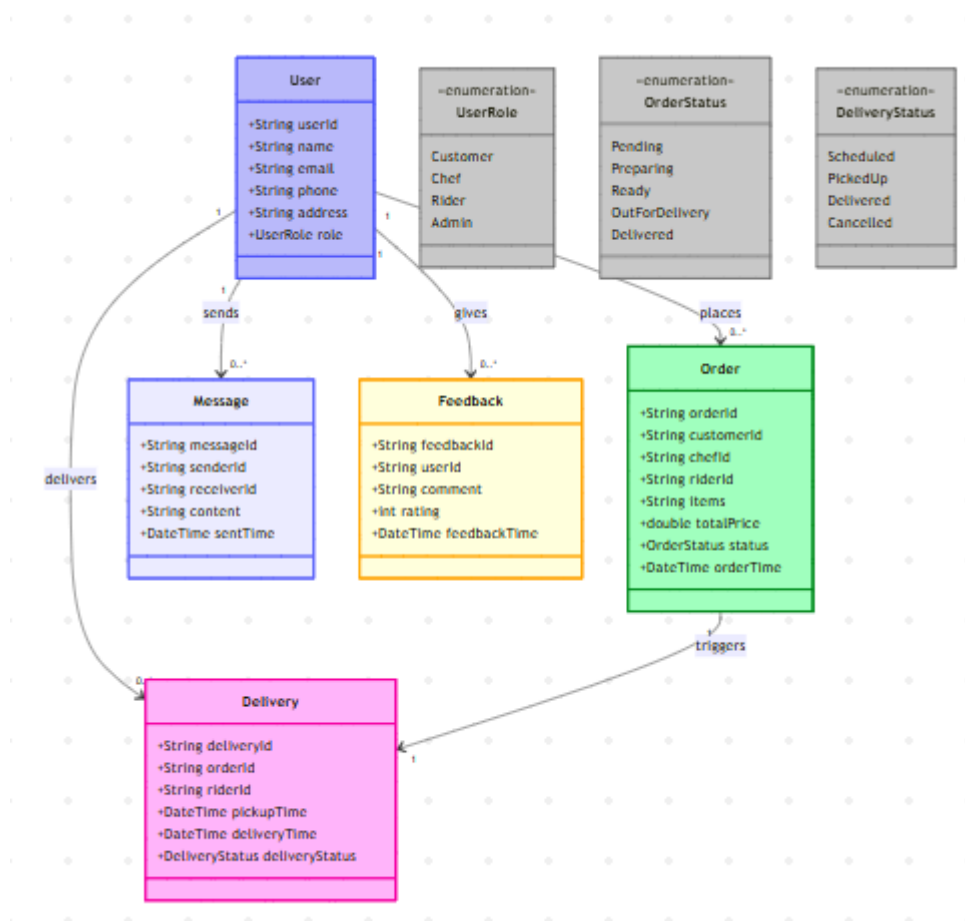 User
+String userId
+String name
+String email
+String phone
+String address
+UserRole role
«enumeration»
UserRole
Customer
Chef
Rider
Admin
«enumeration»
OrderStatus
Pending
Preparing
Ready
OutForDelivery
Delivered
«enumeration»
DeliveryStatus
Scheduled
PickedUp
Delivered
Cancelled
1
1
1
1
sends
gives
places
0..*
0..*
0..*
Message
+String messageId
+String senderId
+String receiverId
+String content
+DateTime sentTime
Feedback
+String feedbackId
+String userId
+String comment
+int rating
+DateTime feedbackTime
Order
+String orderId
+String customerId
+String chefId
+String riderId
+String items
+double totalPrice
+OrderStatus status
+DateTime orderTime
delivers
1
triggers
0..
1
Delivery
+String deliveryId
+String orderId
+String riderId
+DateTime pickupTime
+DateTime deliveryTime
+DeliveryStatus deliveryStatus